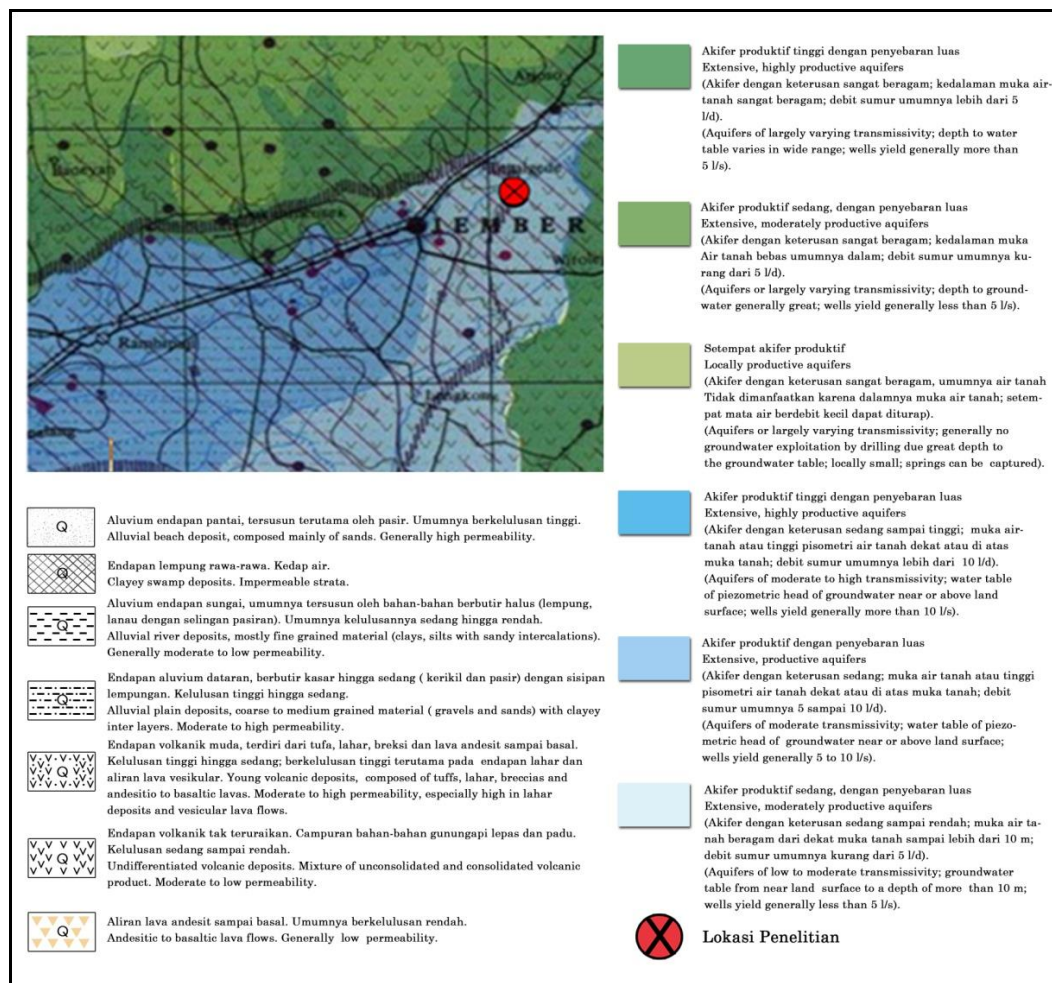 Arjoso
JEMBER
Akifer produktif tinggi dengan penyebaran luas
Extensive, highly productive aquifers
(Akifer dengan keterusan sangat beragam; kedalaman muka air-
tanah sangat beragam; debit sumur umumnya lebih dari 5
l/d).
(Aquifers of largely varying transmissivity; depth to water
table varies in wide range; wells yield generally more than
5 l/s).
Akifer produktif sedang, dengan penyebaran luas
Extensive, moderately productive aquifers
(Akifer dengan keterusan sangat beragam; kedalaman muka
Air tanah bebas umumnya dalam; debit sumur umumnya ku-
rang dari 5 l/d).
(Aquifers or largely varying transmissivity; depth to ground-
water generally great; wells yield generally less than 5 l/s).
Setempat akifer produktif
Locally productive aquifers
(Akifer dengan keterusan sangat beragam, umumnya air tanah
Tidak dimanfaatkan karena dalamnya muka air tanah; setem-
pat mata air berdebit kecil dapat diturap).
(Aquifers or largely varying transmissivity; generally no
groundwater exploitation by drilling due great depth to
the groundwater table; locally small; springs can be captured).
Akifer produktif tinggi dengan penyebaran luas
Extensive, highly productive aquifers
(Akifer dengan keterusan sedang sampai tinggi; muka air-
tanah atau tinggi pisometri air tanah dekat atau di atas
muka tanah; debit sumur umumnya lebih dari 10 l/d).
(Aquifers of moderate to high transmissivity; water table
of piezometric head of groundwater near or above land
surface; wells yield generally more than 10 l/s).
Akifer produktif dengan penyebaran luas
Extensive, productive aquifers
(Akifer dengan keterusan sedang; muka air tanah atau tinggi
pisometri air tanah dekat atau di atas muka tanah; debit
sumur umumnya 5 sampai 10 l/d).
(Aquifers of moderate transmissivity; water table of piezo-
metric head of groundwater near or above land surface;
wells yield generally 5 to 10 l/s).
Akifer produktif sedang, dengan penyebaran luas
Extensive, moderately productive aquifers
(Akifer dengan keterusan sedang sampai rendah; muka air ta-
nah beragam dari dekat muka tanah sampai lebih dari 10 m;
debit sumur umumnya kurang dari 5 l/d).
(Aquifers of low to moderate transmissivity; groundwater
table from near land surface to a depth of more than 10 m;
wells yield generally less than 5 l/s).
Lokasi Penelitian
Q
Aluvium endapan pantai, tersusun terutama oleh pasir. Umumnya berkelulusan tinggi.
Alluvial beach deposit, composed mainly of sands. Generally high permeability.
Q
Endapan lempung rawa-rawa. Kedap air.
Clayey swamp deposits. Impermeable strata.
Q
Aluvium endapan sungai, umumnya tersusun oleh bahan-bahan berbutir halus (lempung,
lanau dengan selingan pasiran). Umumnya kelulusannya sedang hingga rendah.
Alluvial river deposits, mostly fine grained material (clays, silts with sandy intercalations).
Generally moderate to low permeability.
Q
Endapan aluvium dataran, berbutir kasar hingga sedang ( kerikil dan pasir) dengan sisipan
lempungan. Kelulusan tinggi hingga sedang.
Alluvial plain deposits, coarse to medium grained material ( gravels and sands) with clayey
inter layers. Moderate to high permeability.
Q
Endapan volkanik muda, terdiri dari tufa, lahar, breksi dan lava andesit sampai basal.
Kelulusan tinggi hingga sedang; berkelulusan tinggi terutama pada endapan lahar dan
aliran lava vesikular. Young volcanic deposits, composed of tuffs, lahar, breccias and
andesitio to basaltic lavas. Moderate to high permeability, especially high in lahar
deposits and vesicular lava flows.
Q
Endapan volkanik tak teruraikan. Campuran bahan-bahan gunungapi lepas dan padu.
Kelulusan sedang sampai rendah.
Undifferentiated volcanic deposits. Mixture of unconsolidated and consolidated volcanic
product. Moderate to low permeability.
Q
Aliran lava andesit sampai basal. Umumnya berkelulusan rendah.
Andesitic to basaltic lava flows. Generally low permeability.